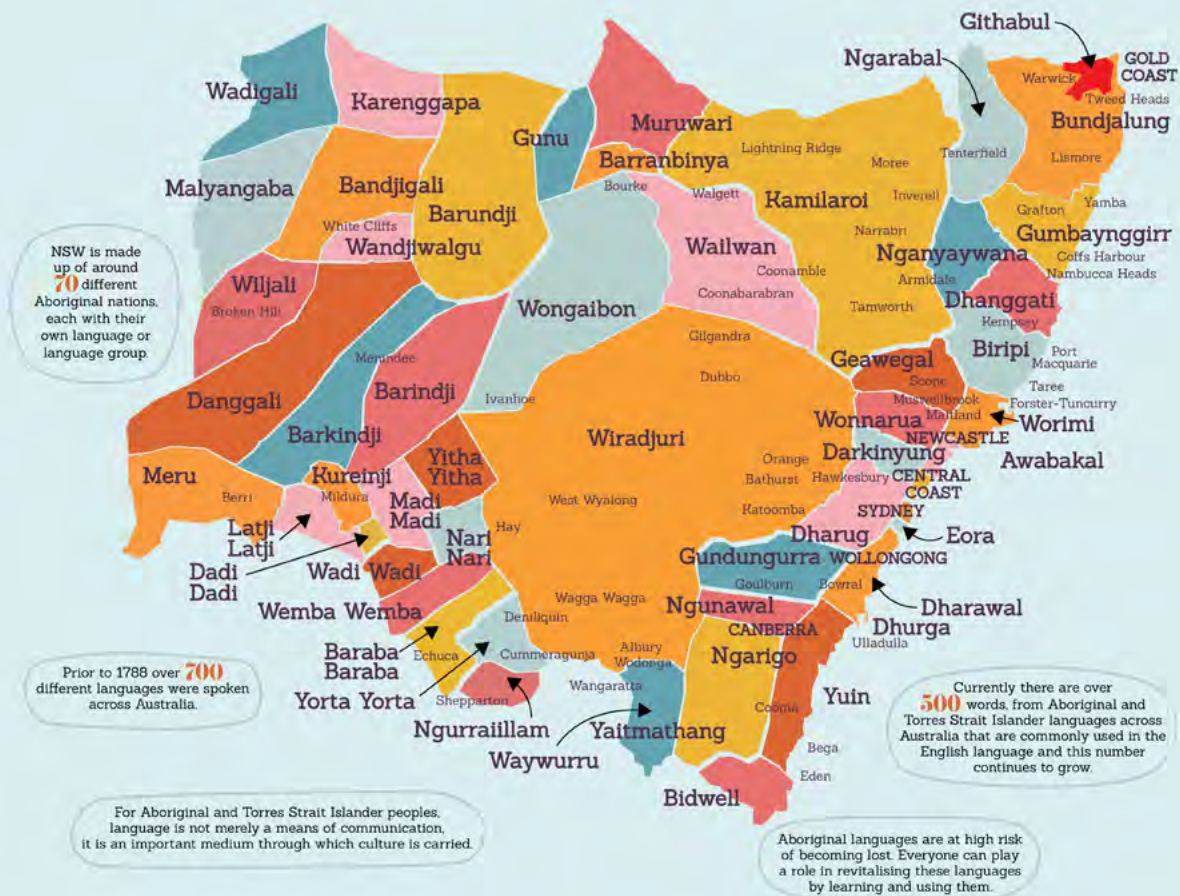 Githabul
Ngarabal
GOLD
COAST
Warwick
Tweed Heads
Bundjalung
Wadigali
Karenggapa
Gunu
Muruwari
Barranbinya
Lightning Ridge
Moree
Tenterfield
Lismore
Malyangaba
Bandjigali
Barundji
Bourke
Walgett
Kamilaroi
Inverell
Grafton
Yamba
White Cliffs
Wandjiwalgu
Wailwan
Narrabri
Nganyaywana
Gumbaynggirr
Coffs Harbour
Nambucca Heads
NSW is made
up of around
70 different
Aboriginal nations,
each with their
own language or
language group.
Wiljali
Broken Hill
Wongaibon
Coonamble
Coonabarabran
Armidale
Tamworth
Dhanggati
Kempsey
Gilgandra
Menindee
Geawegal
Biripi
Port
Macquarie
Danggali
Barindji
Ivanhoe
Dubbo
Scone
Muswellbrook
Taree
Forster-Tuncurry
Barkindji
Wiradjuri
Wonnarua
Maitland
Worimi
NEWCASTLE
Awabakal
Meru
Kureinji
Yitha
Yitha
Orange
Bathurst
Darkinyung
Hawkesbury
CENTRAL
COAST
Berri
Mildura
Madi
Madi
West Wyalong
Katoomba
SYDNEY
Latji
Latji
Hay
Nari
Nari
Dharug
Eora
Dadi
Dadi
Wadi Wadi
Gundungurra
WOLLONGONG
Goulburn
Bowral
Wemba Wemba
Wagga Wagga
Ngunawal
Dharawal
Deniliquin
CANBERRA
Dhurga
Ulladulla
Baraba
Baraba
Echuca
Cummeragunja
Albury
Wodonga
Ngarigo
Prior to 1788 over 700
different languages were spoken
across Australia.
Yorta Yorta
Shepparton
Wangaratta
Ngurraiillam
Yaitmathang
Cooma
Yuin
Currently there are over
500 words, from Aboriginal and
Torres Strait Islander languages across
Australia that are commonly used in the
English language and this number
continues to grow.
Waywurru
Bega
Eden
Bidwell
For Aboriginal and Torres Strait Islander peoples,
language is not merely a means of communication,
it is an important medium through which culture is carried.
Aboriginal languages are at high risk
of becoming lost. Everyone can play
a role in revitalising these languages
by learning and using them.